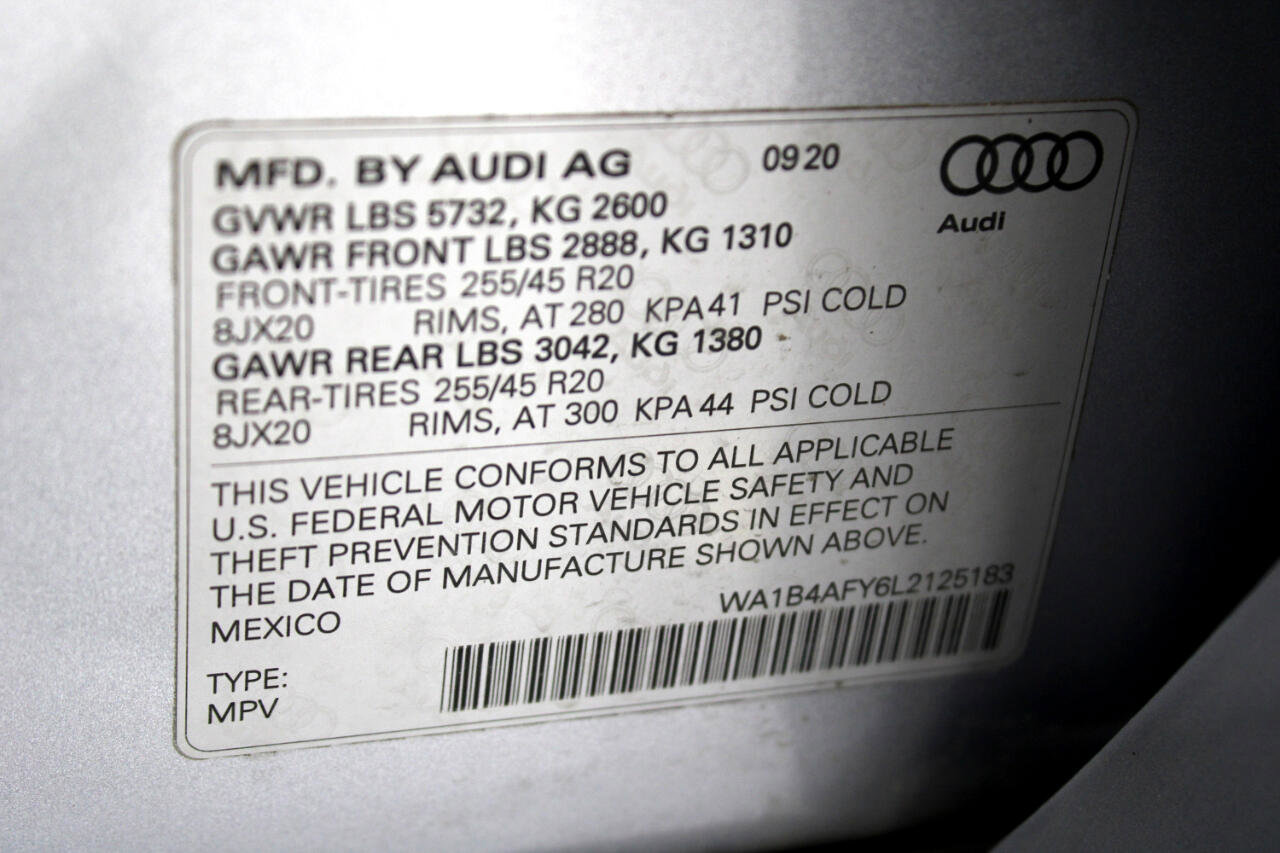 MFD. BY AUDI AG 0920
Audi
GVWR LBS 5732, KG 2600
GAWR FRONT LBS 2888, KG 1310
FRONT-TIRES 255/45 R20
8JX20 RIMS, AT 280 KPA 41 PSI COLD
GAWR REAR LBS 3042, KG 1380
REAR-TIRES 255/45 R20
8JX20 RIMS, AT 300 KPA 44 PSI COLD
THIS VEHICLE CONFORMS TO ALL APPLICABLE
U.S. FEDERAL MOTOR VEHICLE SAFETY AND
THEFT PREVENTION STANDARDS IN EFFECT ON
THE DATE OF MANUFACTURE SHOWN ABOVE.
MEXICO WA1B4AFY6L2125183
TYPE:
MPV